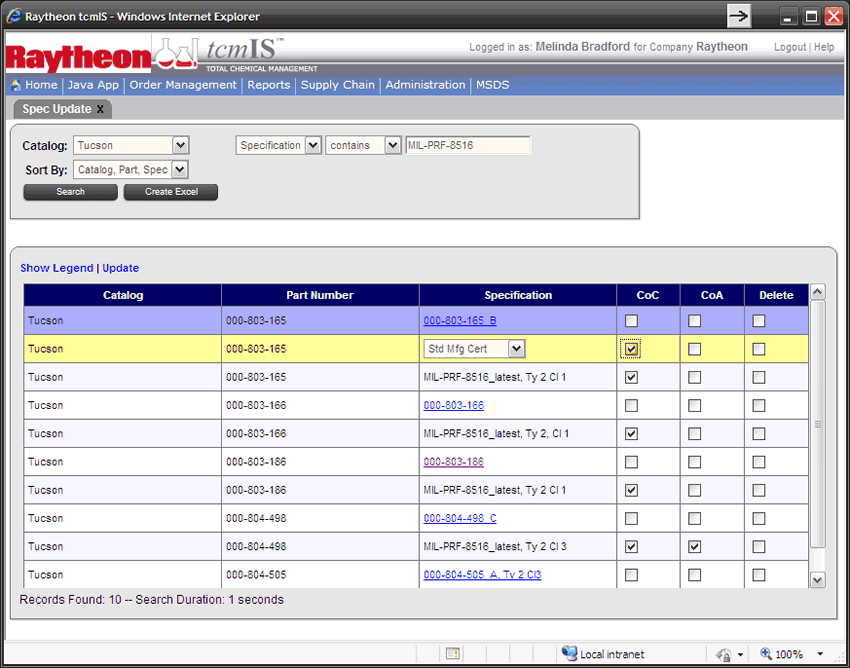 Raytheon tcmIS - Windows Internet Explorer
Raytheon tcmIS™
TOTAL CHEMICAL MANAGEMENT
Logged in as: Melinda Bradford for Company Raytheon Logout | Help
Home | Java App | Order Management | Reports | Supply Chain | Administration | MSDS
Spec Update x
Catalog: Tucson Specification contains MIL-PRF-8516
Sort By: Catalog, Part, Spec
Search Create Excel
Show Legend | Update
Catalog Part Number Specification CoC CoA Delete
Tucson 000-803-165 000-803-165_B
Tucson 000-803-165 Std Mfg Cert
Tucson 000-803-165 MIL-PRF-8516_latest, Ty 2 Cl 1
Tucson 000-803-166 000-803-166
Tucson 000-803-166 MIL-PRF-8516_latest, Ty 2, Cl 1
Tucson 000-803-186 000-803-186
Tucson 000-803-186 MIL-PRF-8516_latest, Ty 2 Cl 1
Tucson 000-804-498 000-804-498_C
Tucson 000-804-498 MIL-PRF-8516_latest, Ty 2 Cl 3
Tucson 000-804-505 000-804-505_A, Ty 2 Cl3
Records Found: 10 -- Search Duration: 1 seconds
Local intranet 100%